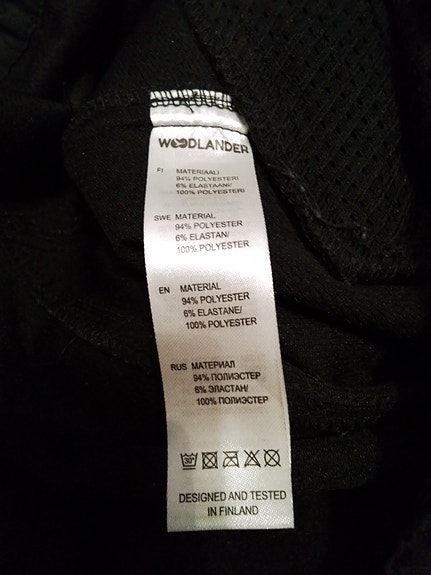 WOODLANDER
FI MATERIAALI
94% POLYESTERI
6% ELASTAANI/
100% POLYESTERI
SWE MATERIAL
94% POLYESTER
6% ELASTAN/
100% POLYESTER
EN MATERIAL
94% POLYESTER
6% ELASTANE/
100% POLYESTER
RUS МАТЕРИАЛ
94% ПОЛИЭСТЕР
6% ЭЛАСТАН/
100% ПОЛИЭСТЕР
30°
DESIGNED AND TESTED
IN FINLAND